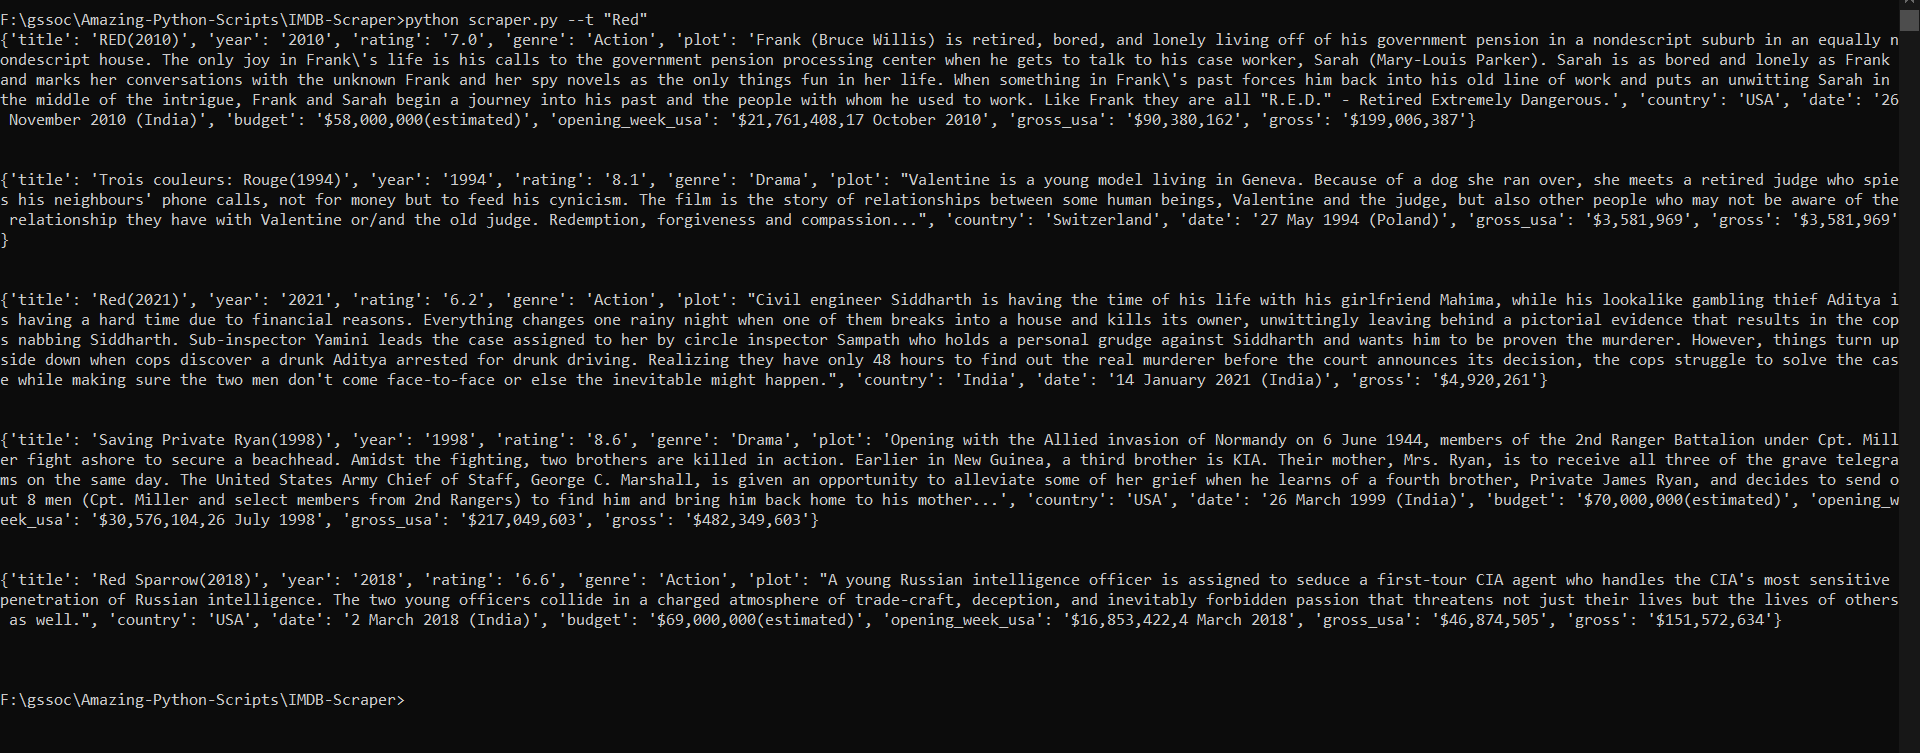 F:\gssoc\Amazing-Python-Scripts\IMDB-Scraper>python scraper.py --t "Red"
{'title': 'RED(2010)', 'year': '2010', 'rating': '7.0', 'genre': 'Action', 'plot': 'Frank (Bruce Willis) is retired, bored, and lonely living off of his government pension in a nondescript suburb in an equally n
ondescript house. The only joy in Frank\'s life is his calls to the government pension processing center when he gets to talk to his case worker, Sarah (Mary-Louis Parker). Sarah is as bored and lonely as Frank
and marks her conversations with the unknown Frank and her spy novels as the only things fun in her life. When something in Frank\'s past forces him back into his old line of work and puts an unwitting Sarah in
the middle of the intrigue, Frank and Sarah begin a journey into his past and the people with whom he used to work. Like Frank they are all "R.E.D." - Retired Extremely Dangerous.', 'country': 'USA', 'date': '26
 November 2010 (India)', 'budget': '$58,000,000(estimated)', 'opening_week_usa': '$21,761,408,17 October 2010', 'gross_usa': '$90,380,162', 'gross': '$199,006,387'}
{'title': 'Trois couleurs: Rouge(1994)', 'year': '1994', 'rating': '8.1', 'genre': 'Drama', 'plot': "Valentine is a young model living in Geneva. Because of a dog she ran over, she meets a retired judge who spie
s his neighbours' phone calls, not for money but to feed his cynicism. The film is the story of relationships between some human beings, Valentine and the judge, but also other people who may not be aware of the
 relationship they have with Valentine or/and the old judge. Redemption, forgiveness and compassion...", 'country': 'Switzerland', 'date': '27 May 1994 (Poland)', 'gross_usa': '$3,581,969', 'gross': '$3,581,969'
}
{'title': 'Red(2021)', 'year': '2021', 'rating': '6.2', 'genre': 'Action', 'plot': "Civil engineer Siddharth is having the time of his life with his girlfriend Mahima, while his lookalike gambling thief Aditya i
s having a hard time due to financial reasons. Everything changes one rainy night when one of them breaks into a house and kills its owner, unwittingly leaving behind a pictorial evidence that results in the cop
s nabbing Siddharth. Sub-inspector Yamini leads the case assigned to her by circle inspector Sampath who holds a personal grudge against Siddharth and wants him to be proven the murderer. However, things turn up
side down when cops discover a drunk Aditya arrested for drunk driving. Realizing they have only 48 hours to find out the real murderer before the court announces its decision, the cops struggle to solve the cas
e while making sure the two men don't come face-to-face or else the inevitable might happen.", 'country': 'India', 'date': '14 January 2021 (India)', 'gross': '$4,920,261'}
{'title': 'Saving Private Ryan(1998)', 'year': '1998', 'rating': '8.6', 'genre': 'Drama', 'plot': 'Opening with the Allied invasion of Normandy on 6 June 1944, members of the 2nd Ranger Battalion under Cpt. Mill
er fight ashore to secure a beachhead. Amidst the fighting, two brothers are killed in action. Earlier in New Guinea, a third brother is KIA. Their mother, Mrs. Ryan, is to receive all three of the grave telegra
ms on the same day. The United States Army Chief of Staff, George C. Marshall, is given an opportunity to alleviate some of her grief when he learns of a fourth brother, Private James Ryan, and decides to send o
ut 8 men (Cpt. Miller and select members from 2nd Rangers) to find him and bring him back home to his mother...', 'country': 'USA', 'date': '26 March 1999 (India)', 'budget': '$70,000,000(estimated)', 'opening_w
eek_usa': '$30,576,104,26 July 1998', 'gross_usa': '$217,049,603', 'gross': '$482,349,603'}
{'title': 'Red Sparrow(2018)', 'year': '2018', 'rating': '6.6', 'genre': 'Action', 'plot': "A young Russian intelligence officer is assigned to seduce a first-tour CIA agent who handles the CIA's most sensitive
penetration of Russian intelligence. The two young officers collide in a charged atmosphere of trade-craft, deception, and inevitably forbidden passion that threatens not just their lives but the lives of others
 as well.", 'country': 'USA', 'date': '2 March 2018 (India)', 'budget': '$69,000,000(estimated)', 'opening_week_usa': '$16,853,422,4 March 2018', 'gross_usa': '$46,874,505', 'gross': '$151,572,634'}
F:\gssoc\Amazing-Python-Scripts\IMDB-Scraper>